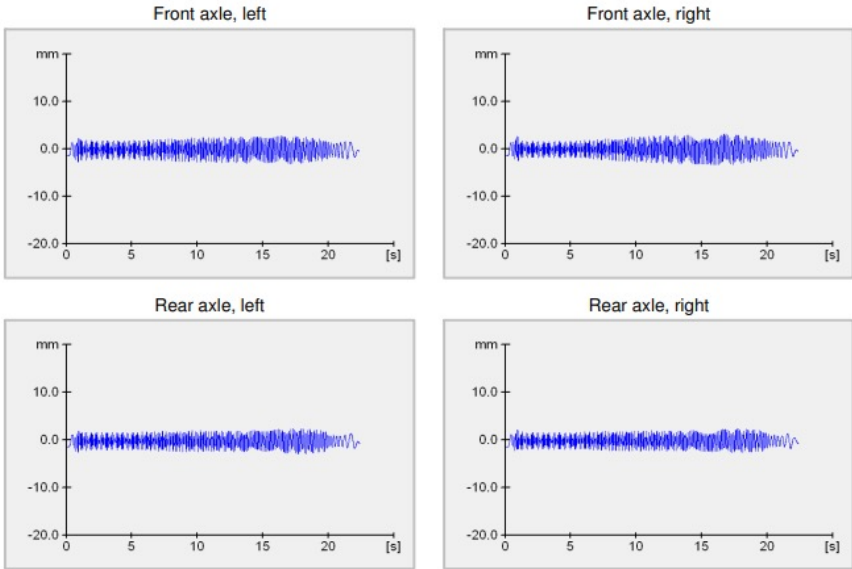 Front axle, left
mm
10.0
0.0
-10.0
-20.0
0 5 10 15 20 [s]
Front axle, right
mm
10.0
0.0
-10.0
-20.0
0 5 10 15 20 [s]
Rear axle, left
mm
10.0
0.0
-10.0
-20.0
0 5 10 15 20 [s]
Rear axle, right
mm
10.0
0.0
-10.0
-20.0
0 5 10 15 20 [s]